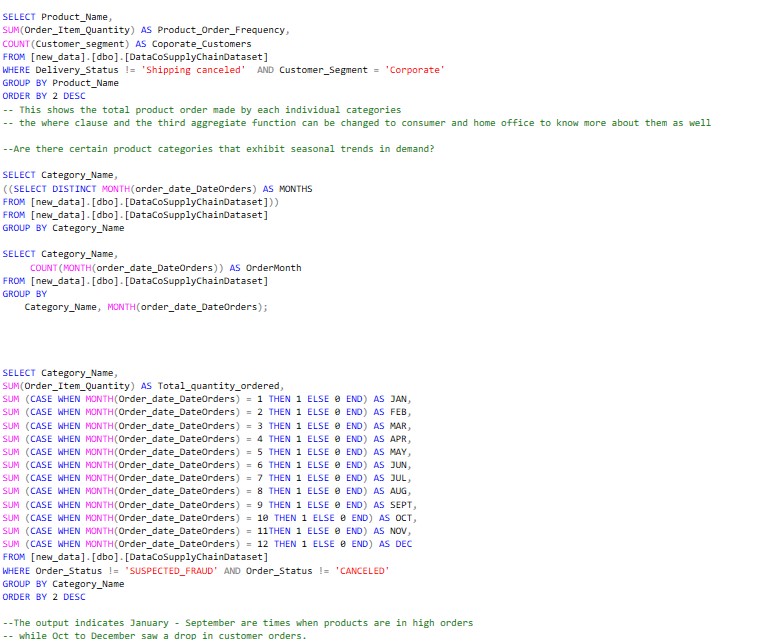 SELECT Product_Name,
SUM(Order_Item_Quantity) AS Product_Order_Frequency,
COUNT(Customer_segment) AS Coporate_Customers
FROM [new_data].[dbo].[DataCoSupplyChainDataset]
WHERE Delivery_Status != 'Shipping canceled'  AND Customer_Segment = 'Corporate'
GROUP BY Product_Name
ORDER BY 2 DESC
-- This shows the total product order made by each individual categories
-- the where clause and the third aggregiate function can be changed to consumer and home office to know more about them as well
--Are there certain product categories that exhibit seasonal trends in demand?
SELECT Category_Name,
((SELECT DISTINCT MONTH(order_date_DateOrders) AS MONTHS
FROM [new_data].[dbo].[DataCoSupplyChainDataset]))
FROM [new_data].[dbo].[DataCoSupplyChainDataset]
GROUP BY Category_Name
SELECT Category_Name,
COUNT(MONTH(order_date_DateOrders)) AS OrderMonth
FROM [new_data].[dbo].[DataCoSupplyChainDataset]
GROUP BY
Category_Name, MONTH(order_date_DateOrders);
SELECT Category_Name,
SUM(Order_Item_Quantity) AS Total_quantity_ordered,
SUM (CASE WHEN MONTH(Order_date_DateOrders) = 1 THEN 1 ELSE 0 END) AS JAN,
SUM (CASE WHEN MONTH(Order_date_DateOrders) = 2 THEN 1 ELSE 0 END) AS FEB,
SUM (CASE WHEN MONTH(Order_date_DateOrders) = 3 THEN 1 ELSE 0 END) AS MAR,
SUM (CASE WHEN MONTH(Order_date_DateOrders) = 4 THEN 1 ELSE 0 END) AS APR,
SUM (CASE WHEN MONTH(Order_date_DateOrders) = 5 THEN 1 ELSE 0 END) AS MAY,
SUM (CASE WHEN MONTH(Order_date_DateOrders) = 6 THEN 1 ELSE 0 END) AS JUN,
SUM (CASE WHEN MONTH(Order_date_DateOrders) = 7 THEN 1 ELSE 0 END) AS JUL,
SUM (CASE WHEN MONTH(Order_date_DateOrders) = 8 THEN 1 ELSE 0 END) AS AUG,
SUM (CASE WHEN MONTH(Order_date_DateOrders) = 9 THEN 1 ELSE 0 END) AS SEPT,
SUM (CASE WHEN MONTH(Order_date_DateOrders) = 10 THEN 1 ELSE 0 END) AS OCT,
SUM (CASE WHEN MONTH(Order_date_DateOrders) = 11THEN 1 ELSE 0 END) AS NOV,
SUM (CASE WHEN MONTH(Order_date_DateOrders) = 12 THEN 1 ELSE 0 END) AS DEC
FROM [new_data].[dbo].[DataCoSupplyChainDataset]
WHERE Order_Status != 'SUSPECTED_FRAUD' AND Order_Status != 'CANCELED'
GROUP BY Category_Name
ORDER BY 2 DESC
--The output indicates January - September are times when products are in high orders
-- while Oct to December saw a drop in customer orders.